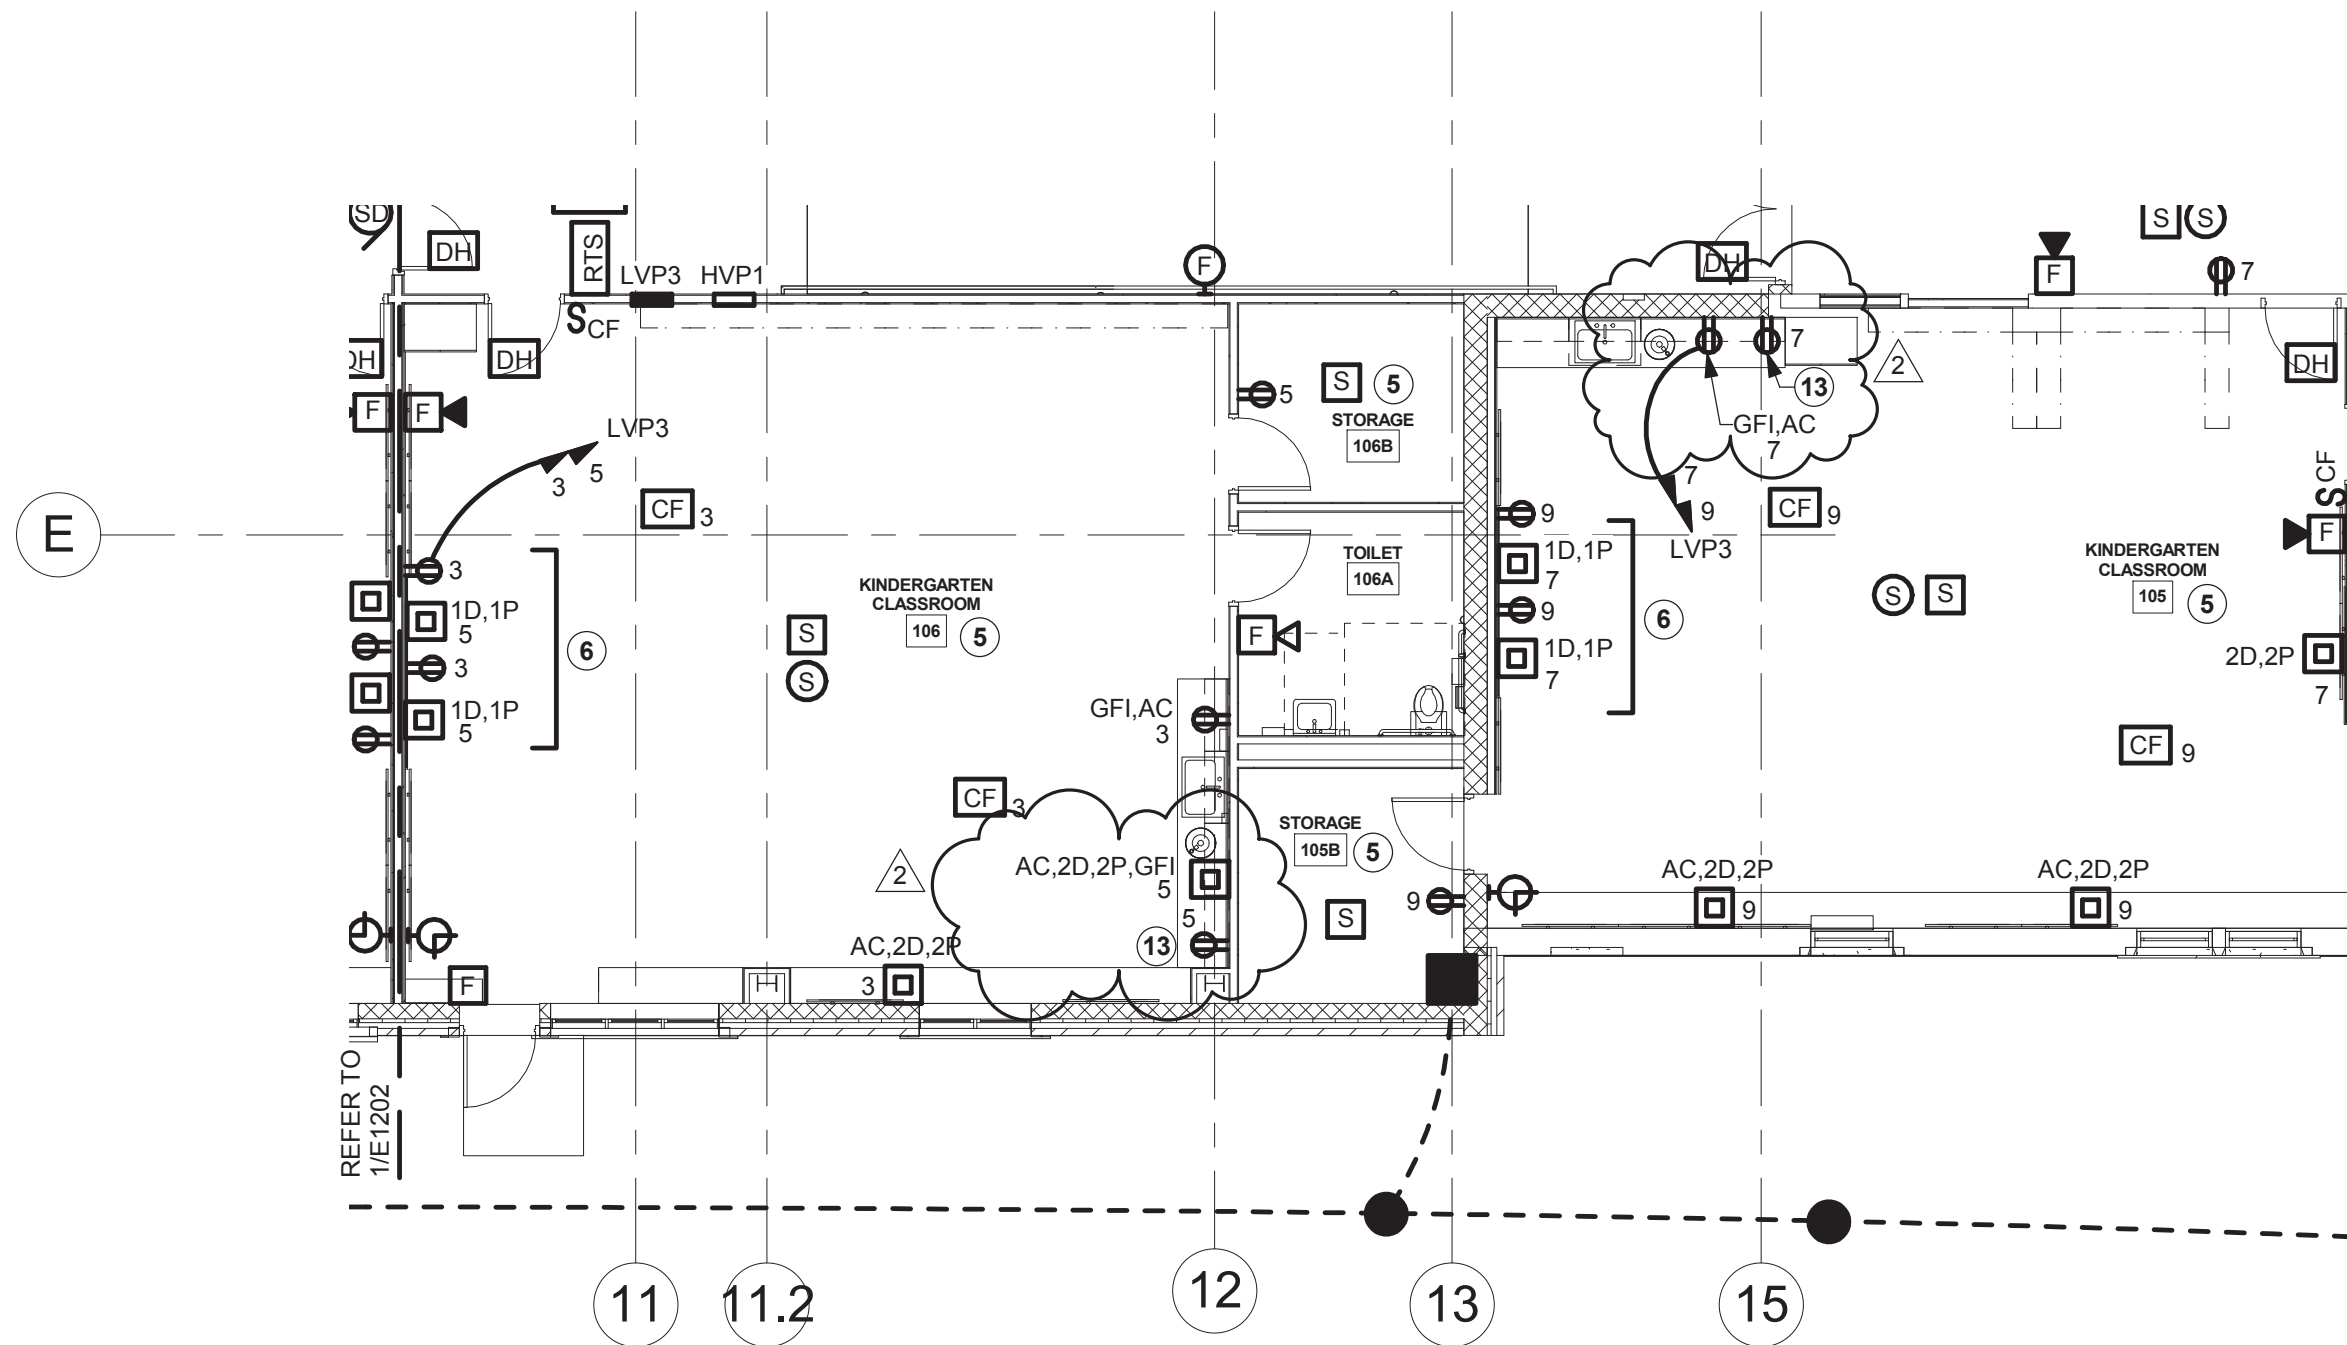 SD
DH
RTS
LVP3
HVP1
F
DH
S
S
F
7
SCF
DH
DH
DH
F
F
LVP3
3
5
CF
3
5
S
5
STORAGE
106B
7
2
13
GFI,AC
7
7
9
LVP3
CF
9
SCF
F
E
3
1D,1P
5
3
1D,1P
5
6
KINDERGARTEN
CLASSROOM
106
5
S
S
TOILET
106A
F
9
1D,1P
7
9
1D,1P
7
6
S
S
KINDERGARTEN
CLASSROOM
105
5
2D,2P
7
GFI,AC
3
CF
3
CF
9
2
AC,2D,2P,GFI
5
5
13
AC,2D,2P
3
STORAGE
105B
5
S
9
AC,2D,2P
9
AC,2D,2P
9
F
REFER TO
1/E1202
11
11.2
12
13
15